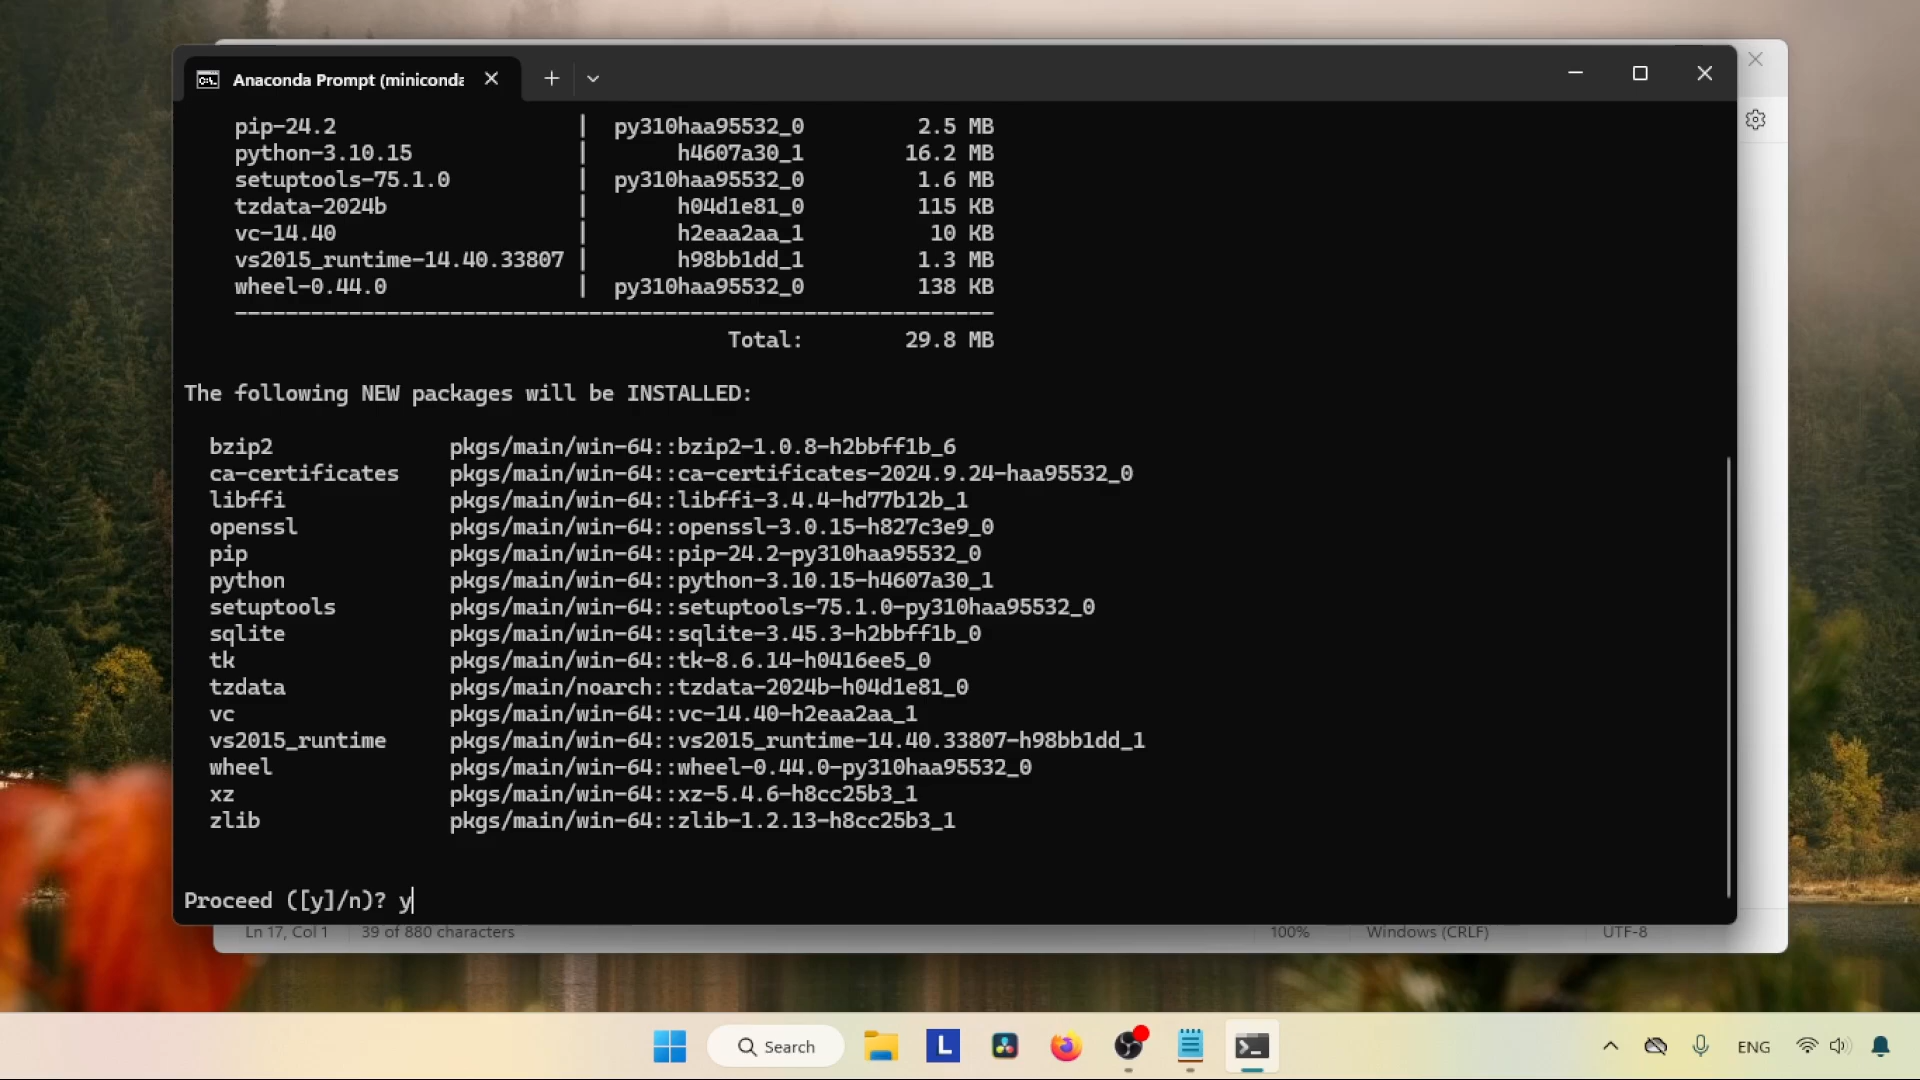 Anaconda Prompt (miniconda
pip-24.2 | py310haa95532_0 2.5 MB
python-3.10.15 | h4607a30_1 16.2 MB
setuptools-75.1.0 | py310haa95532_0 1.6 MB
tzdata-2024b | h04d1e81_0 115 KB
vc-14.40 | h2eaa2aa_1 10 KB
vs2015_runtime-14.40.33807 | h98bb1dd_1 1.3 MB
wheel-0.44.0 | py310haa95532_0 138 KB
------------------------------------------------------------
Total: 29.8 MB
The following NEW packages will be INSTALLED:
bzip2 pkgs/main/win-64::bzip2-1.0.8-h2bbff1b_6
ca-certificates pkgs/main/win-64::ca-certificates-2024.9.24-haa95532_0
libffi pkgs/main/win-64::libffi-3.4.4-hd77b12b_1
openssl pkgs/main/win-64::openssl-3.0.15-h827c3e9_0
pip pkgs/main/win-64::pip-24.2-py310haa95532_0
python pkgs/main/win-64::python-3.10.15-h4607a30_1
setuptools pkgs/main/win-64::setuptools-75.1.0-py310haa95532_0
sqlite pkgs/main/win-64::sqlite-3.45.3-h2bbff1b_0
tk pkgs/main/win-64::tk-8.6.14-h0416ee5_0
tzdata pkgs/main/noarch::tzdata-2024b-h04d1e81_0
vc pkgs/main/win-64::vc-14.40-h2eaa2aa_1
vs2015_runtime pkgs/main/win-64::vs2015_runtime-14.40.33807-h98bb1dd_1
wheel pkgs/main/win-64::wheel-0.44.0-py310haa95532_0
xz pkgs/main/win-64::xz-5.4.6-h8cc25b3_1
zlib pkgs/main/win-64::zlib-1.2.13-h8cc25b3_1
Proceed ([y]/n)? y
Ln 17, Col 1 39 of 880 characters 100% Windows (CRLF) UTF-8
L
Search
ENG